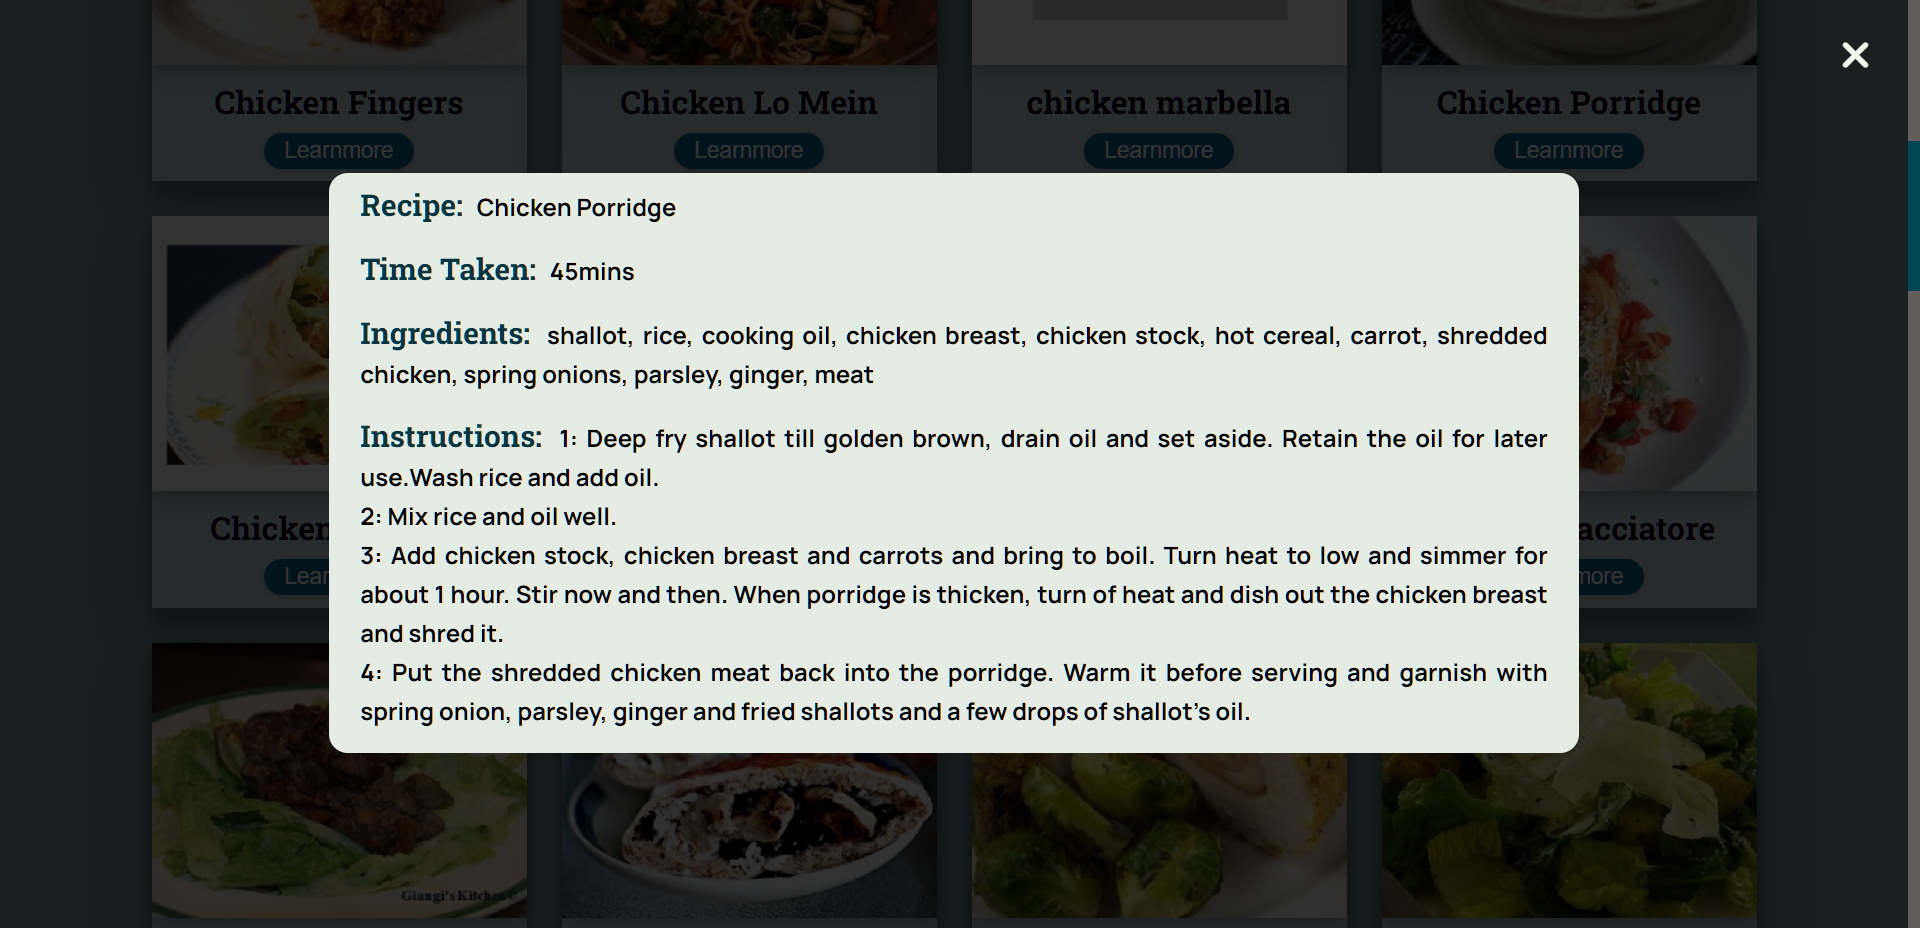 Chicken Fingers
Chicken Lo Mein
chicken marbella
Chicken Porridge
Learnmore
Learnmore
Learnmore
Learnmore
Recipe: Chicken Porridge
Time Taken: 45mins
Ingredients: shallot, rice, cooking oil, chicken breast, chicken stock, hot cereal, carrot, shredded
chicken, spring onions, parsley, ginger, meat
Instructions: 1: Deep fry shallot till golden brown, drain oil and set aside. Retain the oil for later
use.Wash rice and add oil.
2: Mix rice and oil well.
3: Add chicken stock, chicken breast and carrots and bring to boil. Turn heat to low and simmer for
about 1 hour. Stir now and then. When porridge is thicken, turn of heat and dish out the chicken breast
and shred it.
4: Put the shredded chicken meat back into the porridge. Warm it before serving and garnish with
spring onion, parsley, ginger and fried shallots and a few drops of shallot’s oil.
Chicken
acciatore
Lear
more
Giangi's Kitchen